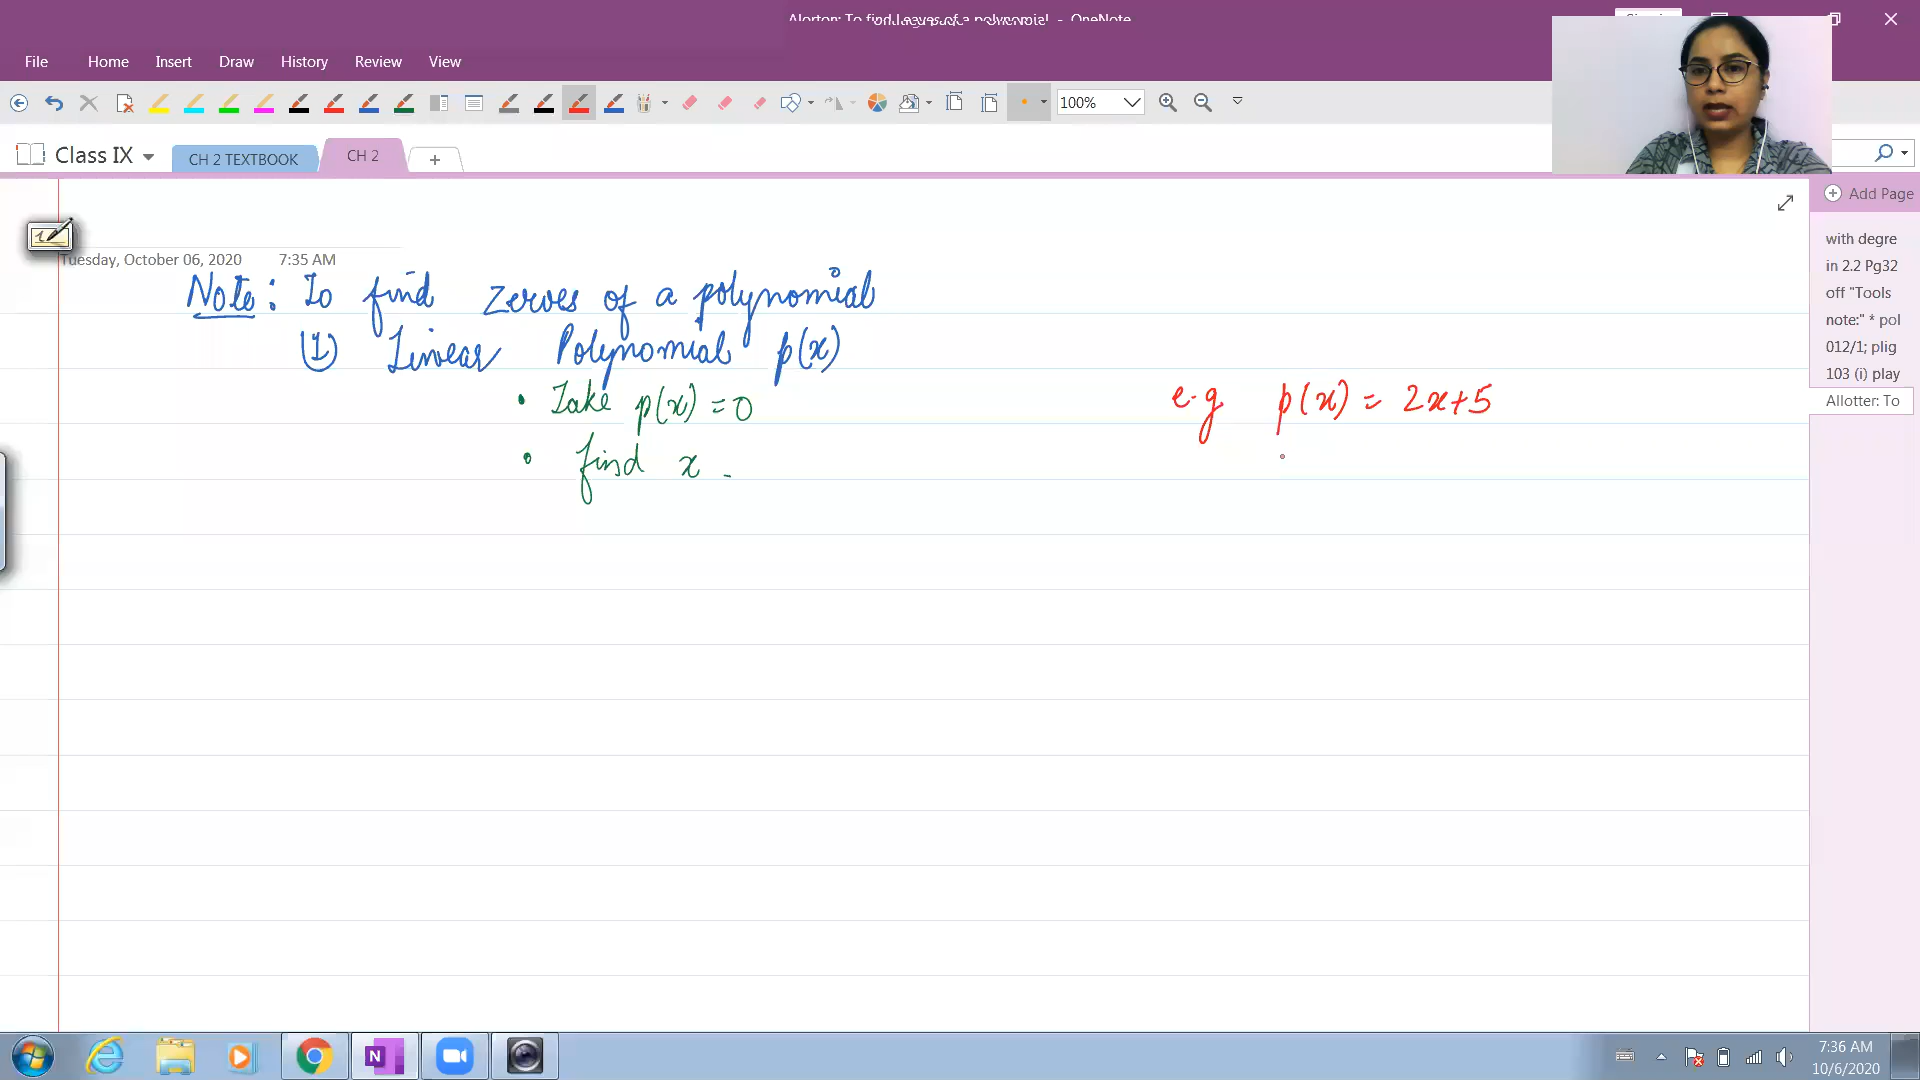 File Home Insert Draw History Review View
100%
Class IX CH 2 TEXTBOOK CH 2 +
Add Page
Tuesday, October 06, 2020 7:35 AM
with degre
in 2.2 Pg32
off "Tools
note:" * pol
012/1; plig
103 (i) play
Allotter: To
Note: To find zeroes of a polynomial
(1) Linear Polynomial p(x)
• Take p(x) = 0
• find x
e.g p(x) = 2x+5
7:36 AM
10/6/2020